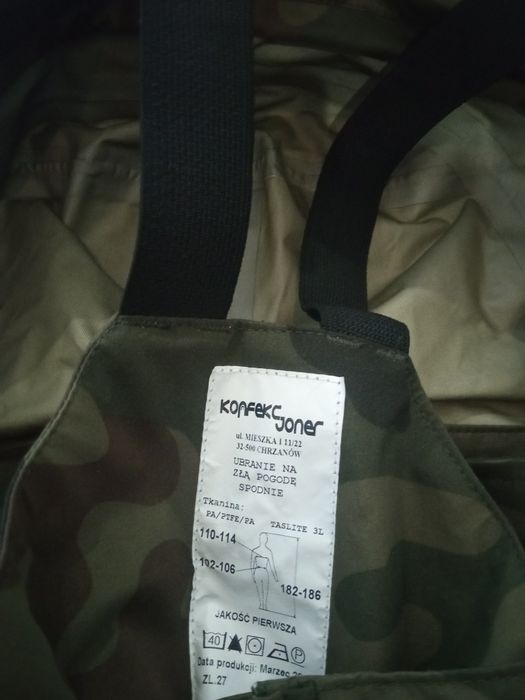 KONFEKCJONER
ul. MIESZKA I 11/22
32-500 CHRZANÓW
UBRANIE NA
ZŁĄ POGODĘ
SPODNIE
Tkanina:
PA/PTFE/PA TASLITE 3L
110-114
102-106
182-186
JAKOŚĆ PIERWSZA
40 P
Data produkcji: Marzec
ZL.27